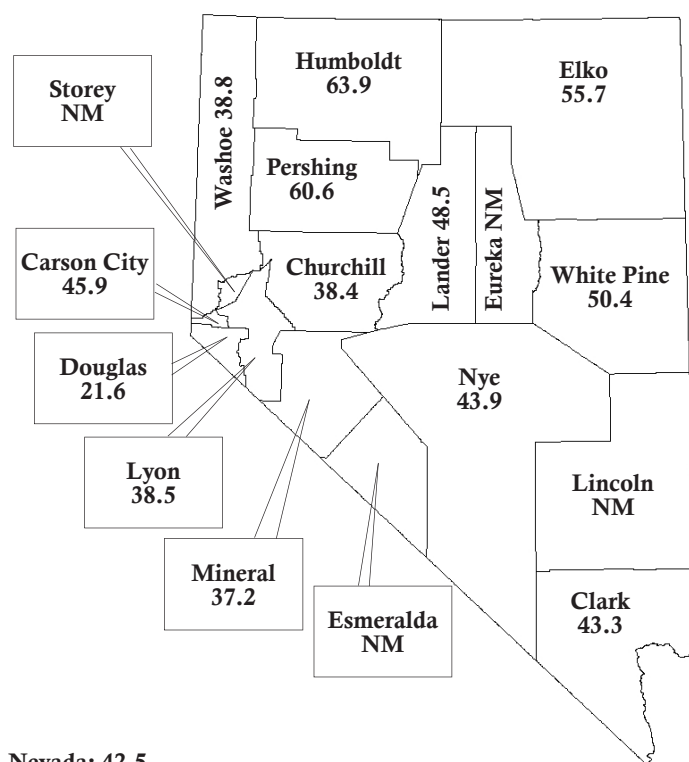 Humboldt
63.9
Elko
55.7
Storey
NM
Washoe 38.8
Pershing
60.6
Lander 48.5
Eureka NM
Carson City
45.9
Churchill
38.4
White Pine
50.4
Douglas
21.6
Nye
43.9
Lyon
38.5
Lincoln
NM
Mineral
37.2
Esmeralda
NM
Clark
43.3
Nevada: 42.5